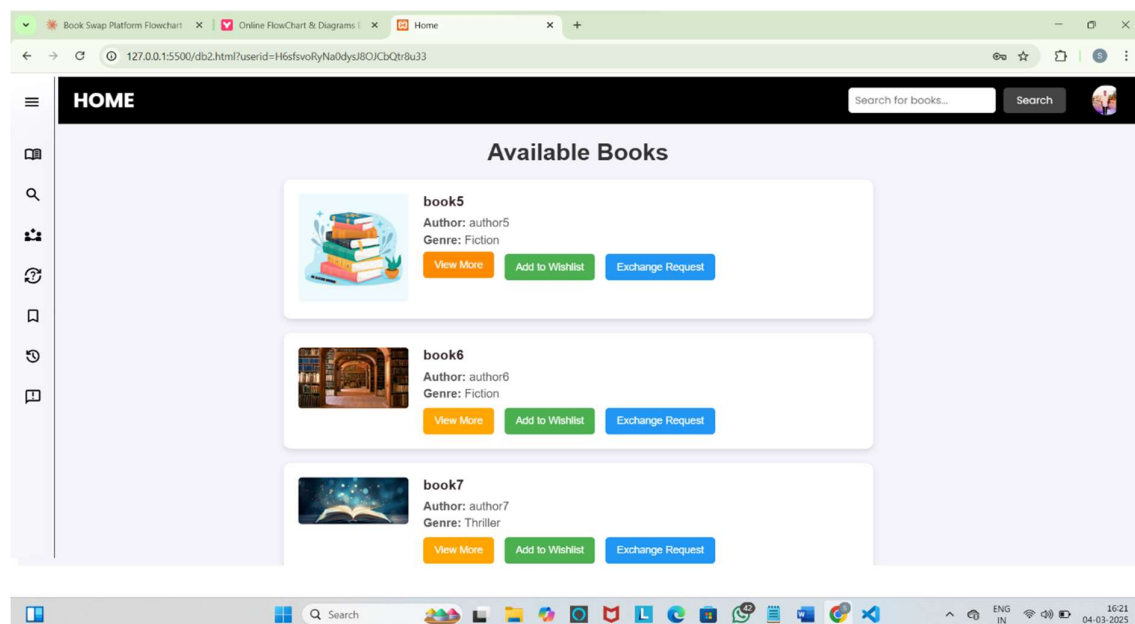 Book Swap Platform Flowchart
Online FlowChart & Diagrams E
Home
127.0.0.1:5500/db2.html?userid=H6sfsvoRyNa0dysJ8OJCbQtr8u33
S
HOME
Search for books...
Search
Available Books
book5
Author: author5
Genre: Fiction
View More
Add to Wishlist
Exchange Request
book6
Author: author6
Genre: Fiction
View More
Add to Wishlist
Exchange Request
book7
Author: author7
Genre: Thriller
View More
Add to Wishlist
Exchange Request
Search
L
42
ENG
IN
16:21
04-03-2025